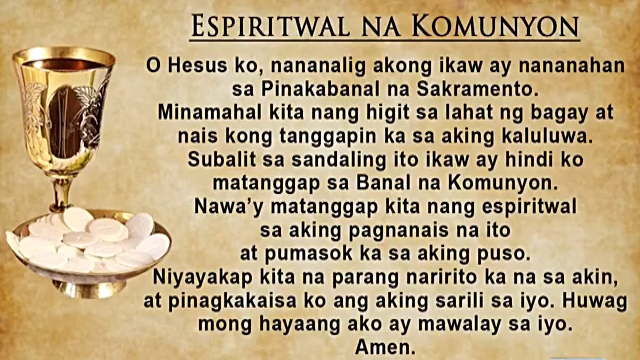 ESPIRITWAL NA KOMUNYON
O Hesus ko, nananalig akong ikaw ay nananahan
sa Pinakabanal na Sakramento.
Minamahal kita nang higit sa lahat ng bagay at
nais kong tanggapin ka sa aking kaluluwa.
Subalit sa sandaling ito ikaw ay hindi ko
matanggap sa Banal na Komunyon.
Nawa'y matanggap kita nang espiritwal
sa aking pagnanais na ito
at pumasok ka sa aking puso.
Niyayakap kita na parang naririto ka na sa akin,
at pinagkakaisa ko ang aking sarili sa iyo. Huwag
mong hayaang ako ay mawalay sa iyo.
Amen.